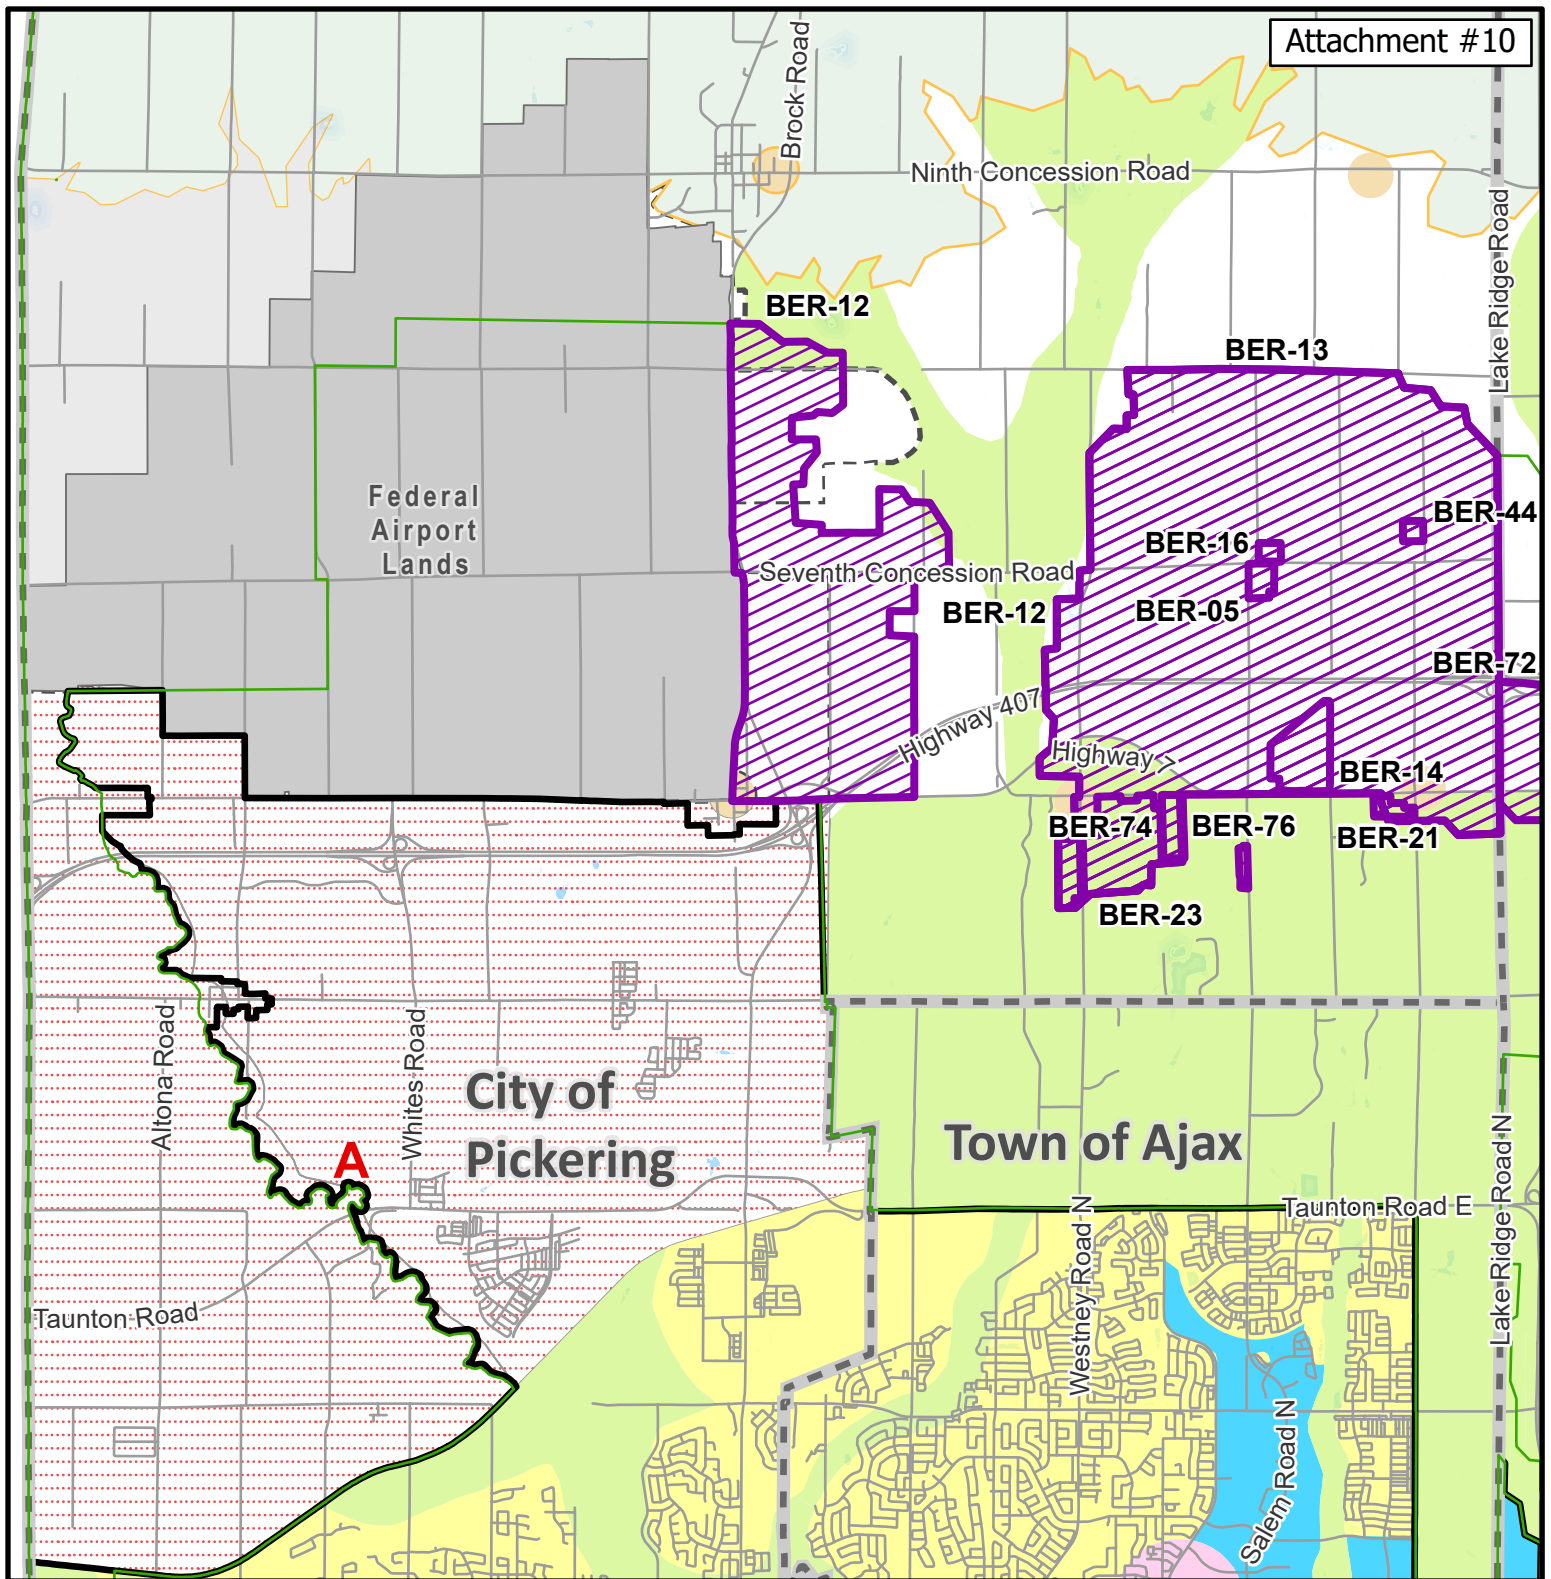 Attachment #10
Brock Road
Ninth Concession Road
Lake Ridge Road
BER-12
BER-13
Federal
Airport
Lands
BER-44
BER-16
Seventh Concession Road
BER-12
BER-05
BER-72
Highway 407
Highway 7
BER-14
BER-74
BER-76
BER-21
BER-23
Altona Road
Whites Road
City of
Pickering
Town of Ajax
A
Taunton Road E
Westney Road N
Lake Ridge Road N
Taunton Road
Salem Road N